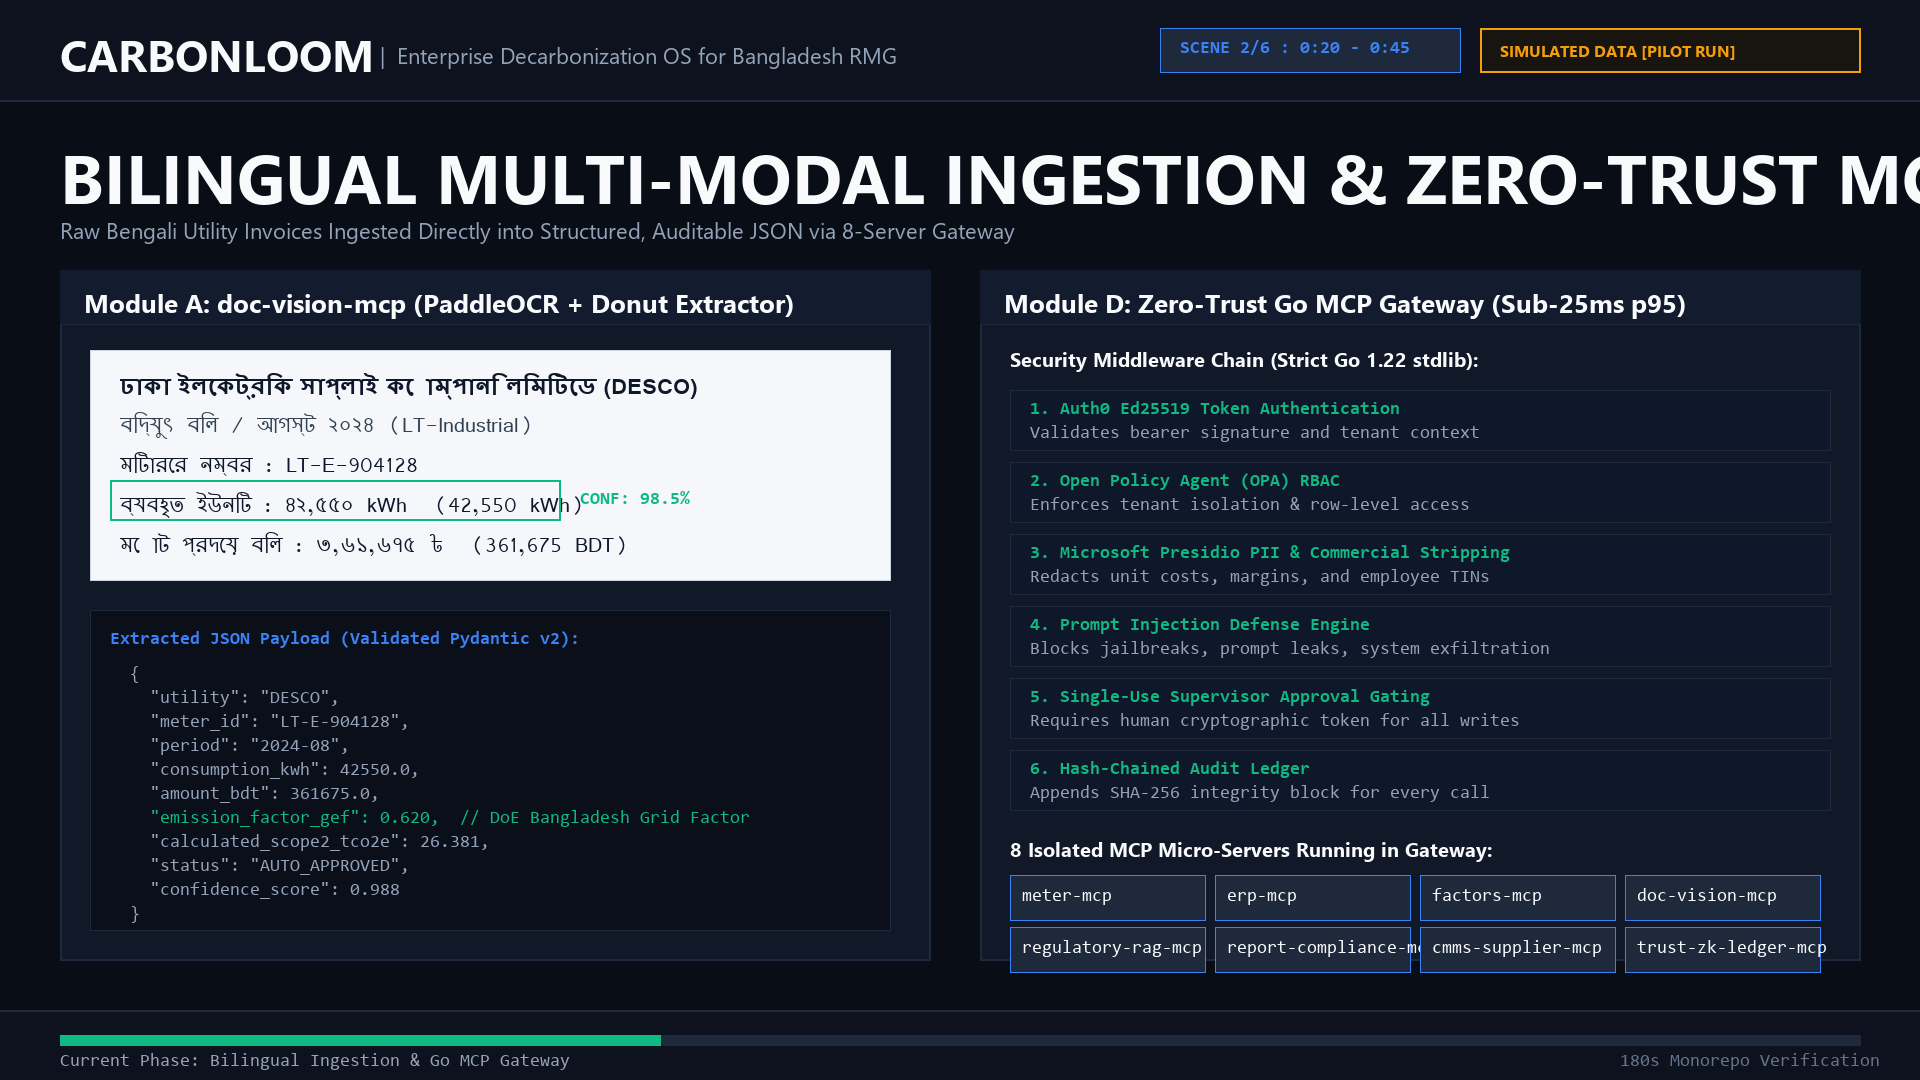 CARBONLOOM | Enterprise Decarbonization OS for Bangladesh RMG
SCENE 2/6 : 0:20 - 0:45
SIMULATED DATA [PILOT RUN]
BILINGUAL MULTI-MODAL INGESTION & ZERO-TRUST MC
Raw Bengali Utility Invoices Ingested Directly into Structured, Auditable JSON via 8-Server Gateway
Module A: doc-vision-mcp (PaddleOCR + Donut Extractor)
ঢাকা ইলেকট্রিক সাপ্লাই কোম্পানি লিমিটেড (DESCO)
বিদ্যুৎ বিল / আগস্ট ২০২৪ (LT-Industrial)
মিটারের নম্বর : LT-E-904128
ব্যবহৃত ইউনিট : ৪২,৫৫০ kWh (42,550 kWh)
CONF: 98.5%
মোট প্রদেয় বিল : ৩,৬১,৬৭৫ ৳ (361,675 BDT)
Extracted JSON Payload (Validated Pydantic v2):
{
"utility": "DESCO",
"meter_id": "LT-E-904128",
"period": "2024-08",
"consumption_kwh": 42550.0,
"amount_bdt": 361675.0,
"emission_factor_gef": 0.620, // DoE Bangladesh Grid Factor
"calculated_scope2_tco2e": 26.381,
"status": "AUTO_APPROVED",
"confidence_score": 0.988
}
Module D: Zero-Trust Go MCP Gateway (Sub-25ms p95)
Security Middleware Chain (Strict Go 1.22 stdlib):
1. Auth0 Ed25519 Token Authentication
Validates bearer signature and tenant context
2. Open Policy Agent (OPA) RBAC
Enforces tenant isolation & row-level access
3. Microsoft Presidio PII & Commercial Stripping
Redacts unit costs, margins, and employee TINs
4. Prompt Injection Defense Engine
Blocks jailbreaks, prompt leaks, system exfiltration
5. Single-Use Supervisor Approval Gating
Requires human cryptographic token for all writes
6. Hash-Chained Audit Ledger
Appends SHA-256 integrity block for every call
8 Isolated MCP Micro-Servers Running in Gateway:
meter-mcp
erp-mcp
factors-mcp
doc-vision-mcp
regulatory-rag-mcp
report-compliance-mc
cmms-supplier-mcp
trust-zk-ledger-mcp
Current Phase: Bilingual Ingestion & Go MCP Gateway
180s Monorepo Verification